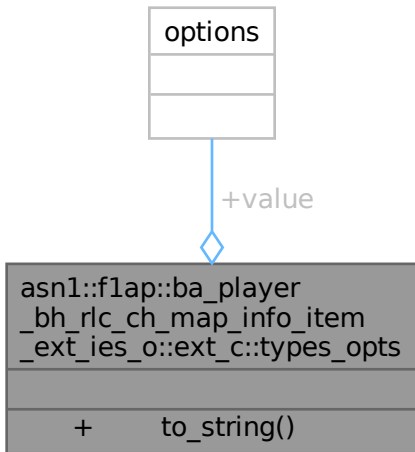 options
+value
asn1::f1ap::ba_player
_bh_rlc_ch_map_info_item
_ext_ies_o::ext_c::types_opts
+ to_string()